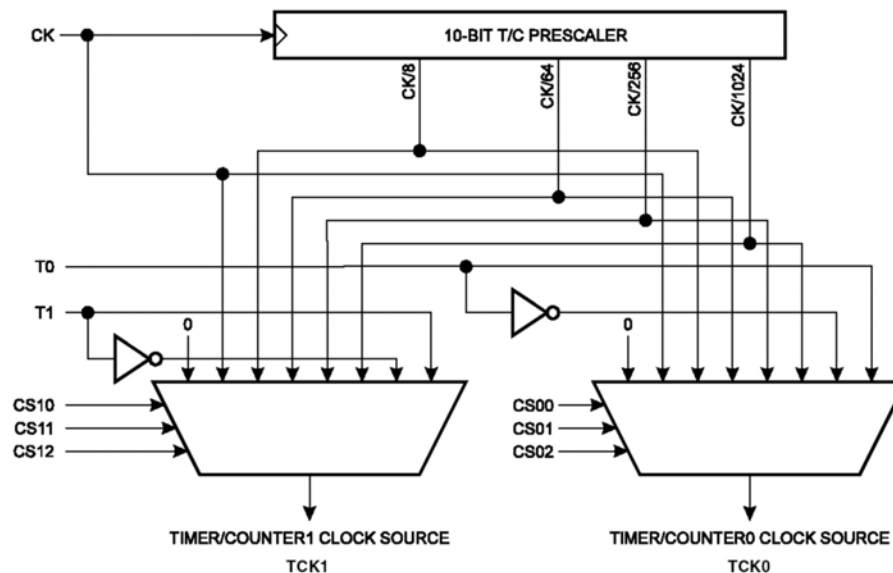 10-BIT T/C PRESCALER
CK
CK/8
CK/64
CK/256
CK/1024
T0
T1
0
0
CS10
CS11
CS12
CS00
CS01
CS02
TIMER/COUNTER1 CLOCK SOURCE
TCK1
TIMER/COUNTER0 CLOCK SOURCE
TCK0